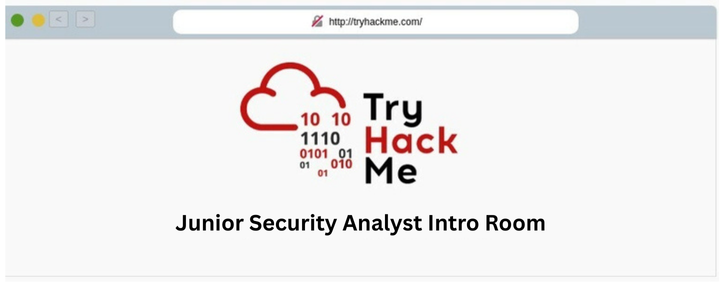 < >
http://tryhackme.com/
10 10
1110
0101 01
01 010
01
Try
Hack
Me
Junior Security Analyst Intro Room